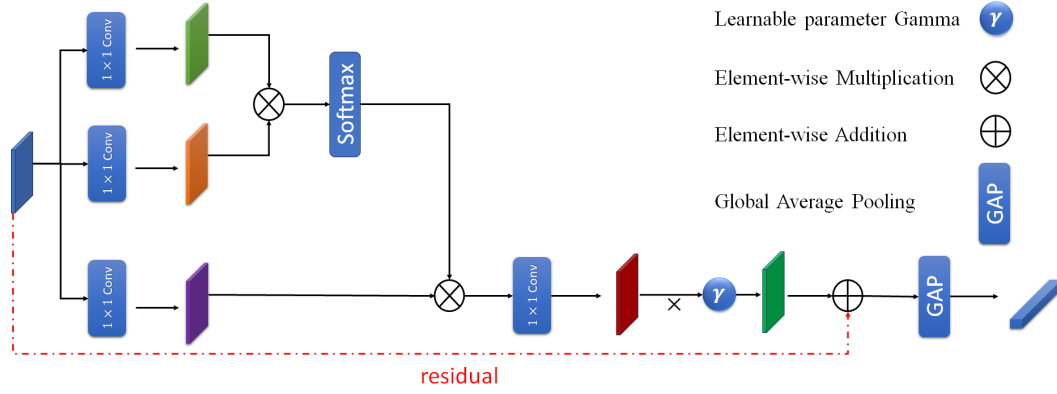 Learnable parameter Gamma
γ
1 × 1 Conv
Softmax
Element-wise Multiplication
1 × 1 Conv
Element-wise Addition
Global Average Pooling
GAP
1 × 1 Conv
1 × 1 Conv
×
γ
GAP
residual